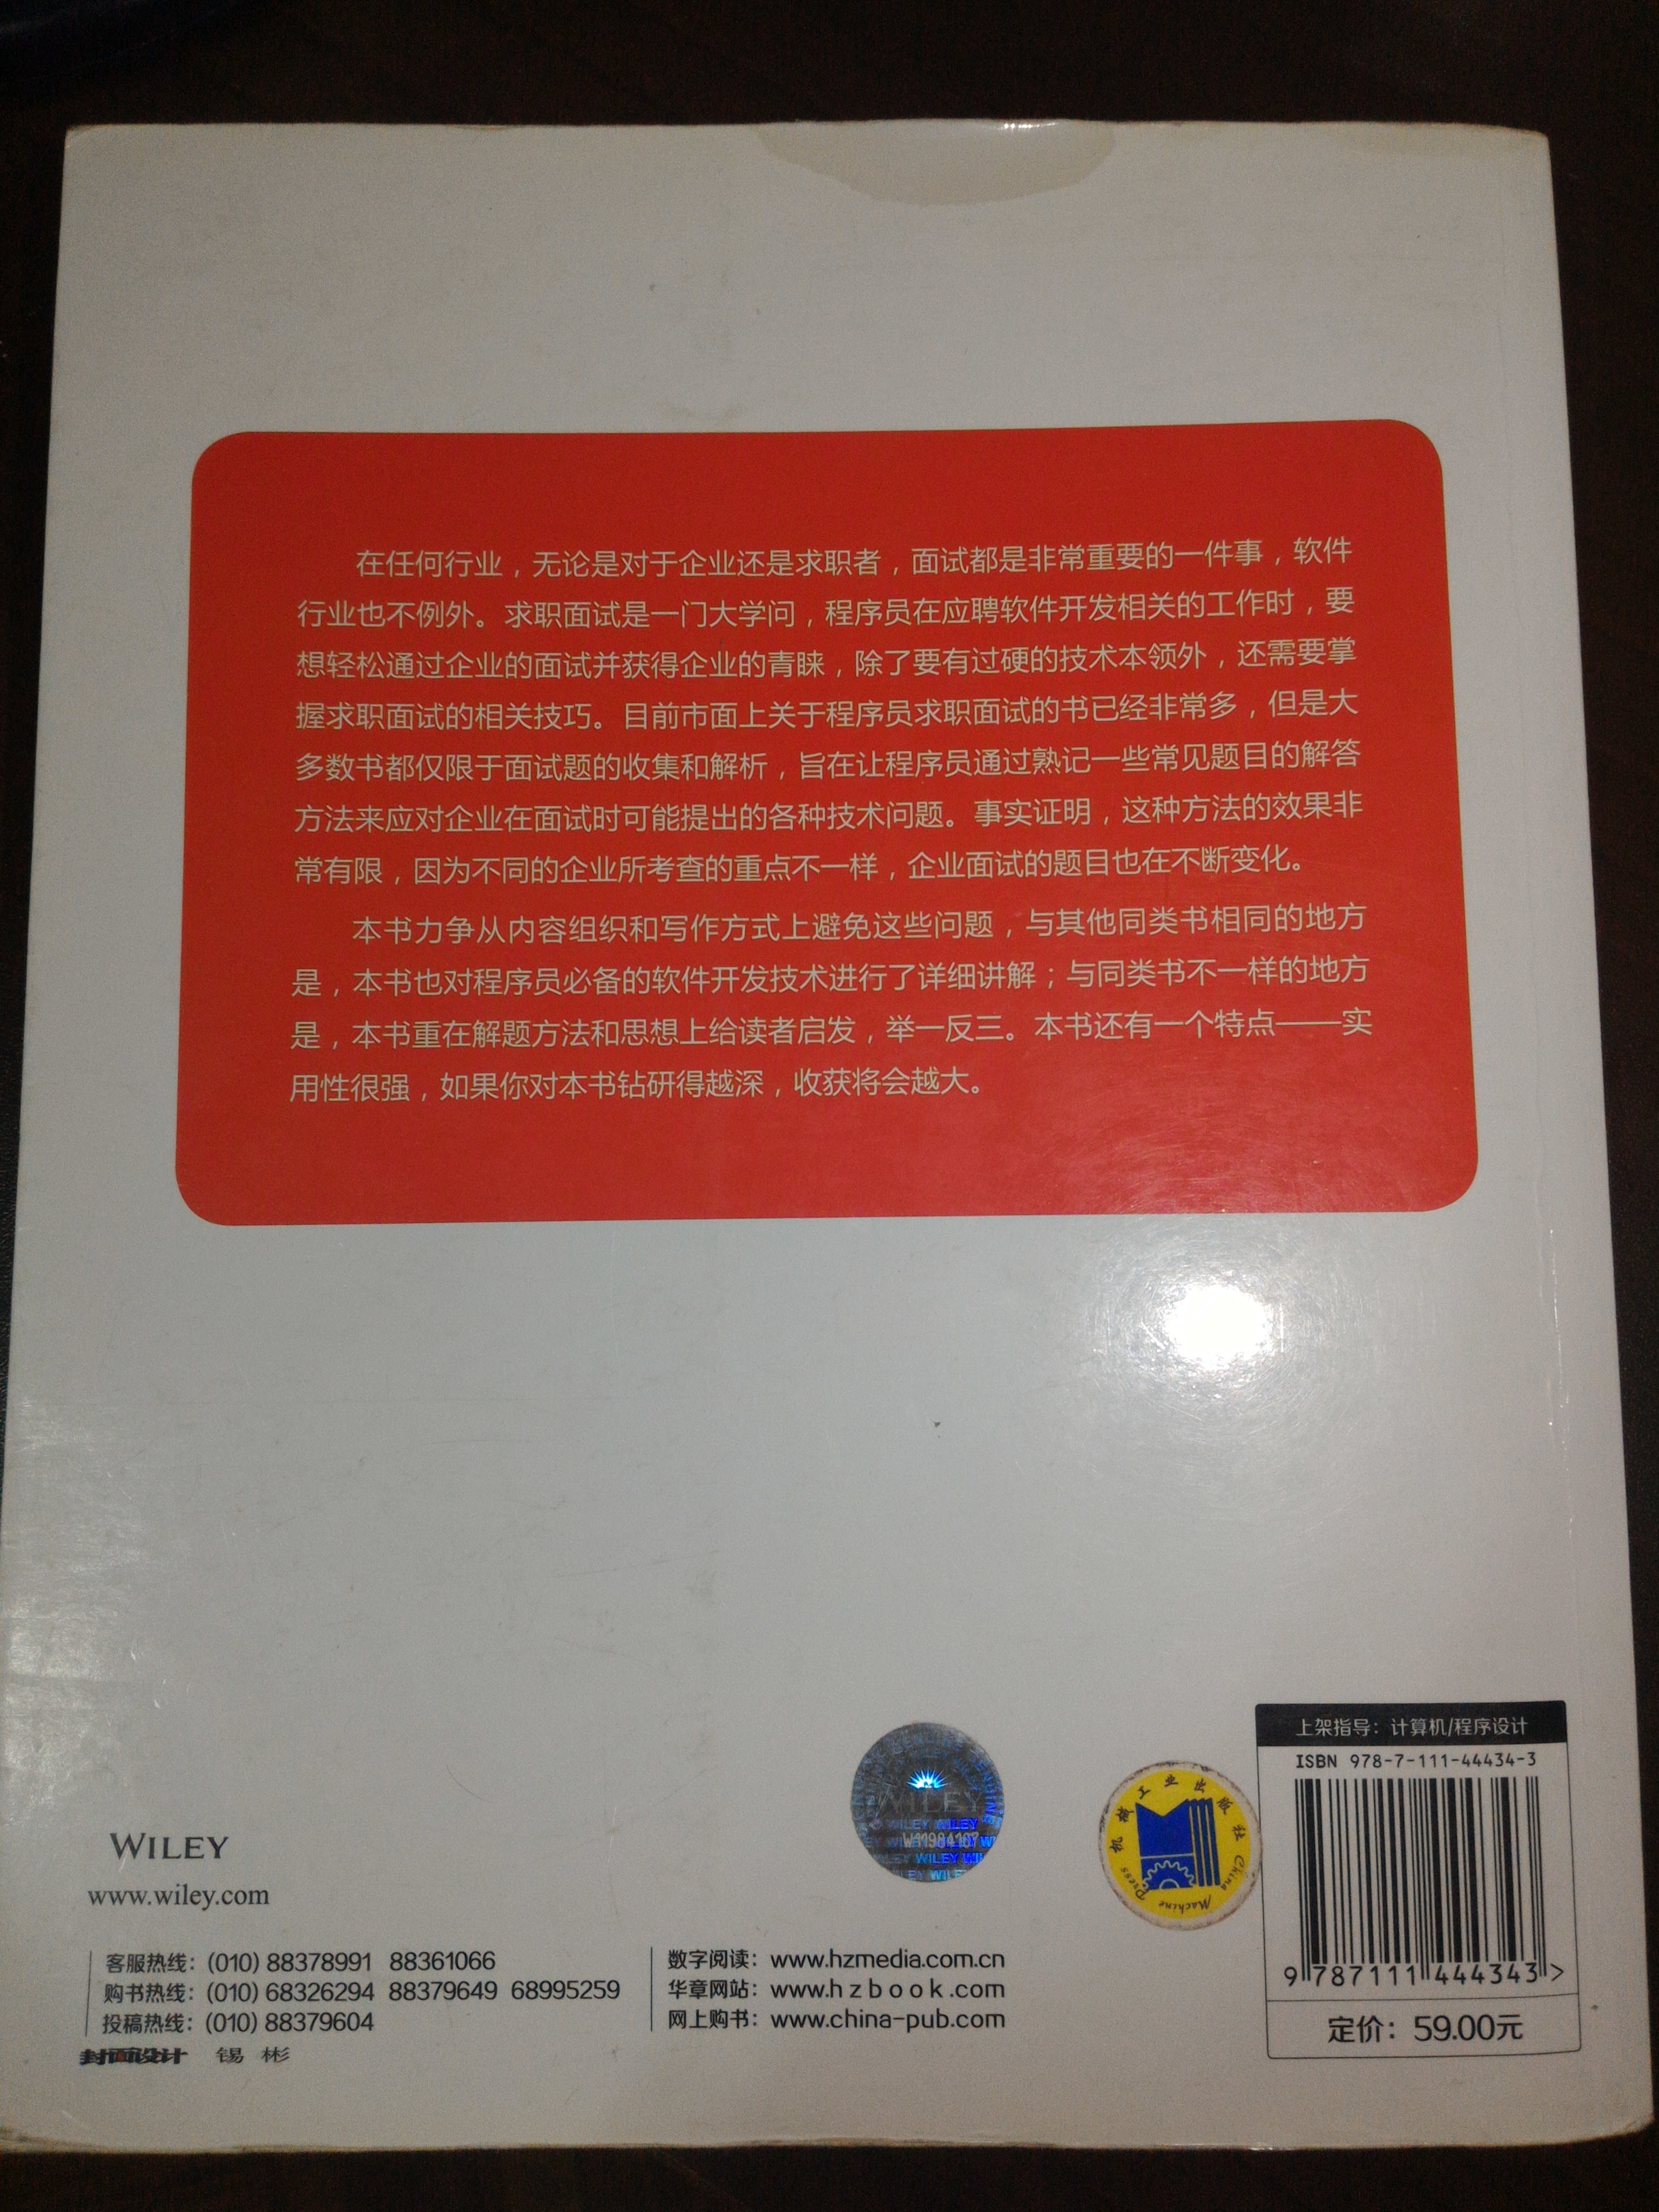 在任何行业，无论是对于企业还是求职者，面试都是非常重要的一件事，软件
行业也不例外。求职面试是一门大学问，程序员在应聘软件开发相关的工作时，要
想轻松通过企业的面试并获得企业的青睐，除了要有过硬的技术本领外，还需要掌
握求职面试的相关技巧。目前市面上关于程序员求职面试的书已经非常多，但是大
多数书都仅限于面试题的收集和解析，旨在让程序员通过熟记一些常见题目的解答
方法来应对企业在面试时可能提出的各种技术问题。事实证明，这种方法的效果非
常有限，因为不同的企业所考查的重点不一样，企业面试的题目也在不断变化。
本书力争从内容组织和写作方式上避免这些问题，与其他同类书相同的地方
是，本书也对程序员必备的软件开发技术进行了详细讲解；与同类书不一样的地方
是，本书重在解题方法和思想上给读者启发，举一反三。本书还有一个特点——实
用性很强，如果你对本书钻研得越深，收获将会越大。
WILEY
www.wiley.com
客服热线：(010) 88378991 88361066
购书热线：(010) 68326294 88379649 68995259
投稿热线：(010) 88379604
封面设计 锡 彬
数字阅读：www.hzmedia.com.cn
华章网站：www.hzbook.com
网上购书：www.china-pub.com
WILEY
WILEY WILEY
WILEY WILEY
机械工业出版社
China Machine Press
上架指导：计算机/程序设计
ISBN 978-7-111-44434-3
9 787111 444343 >
定价：59.00元